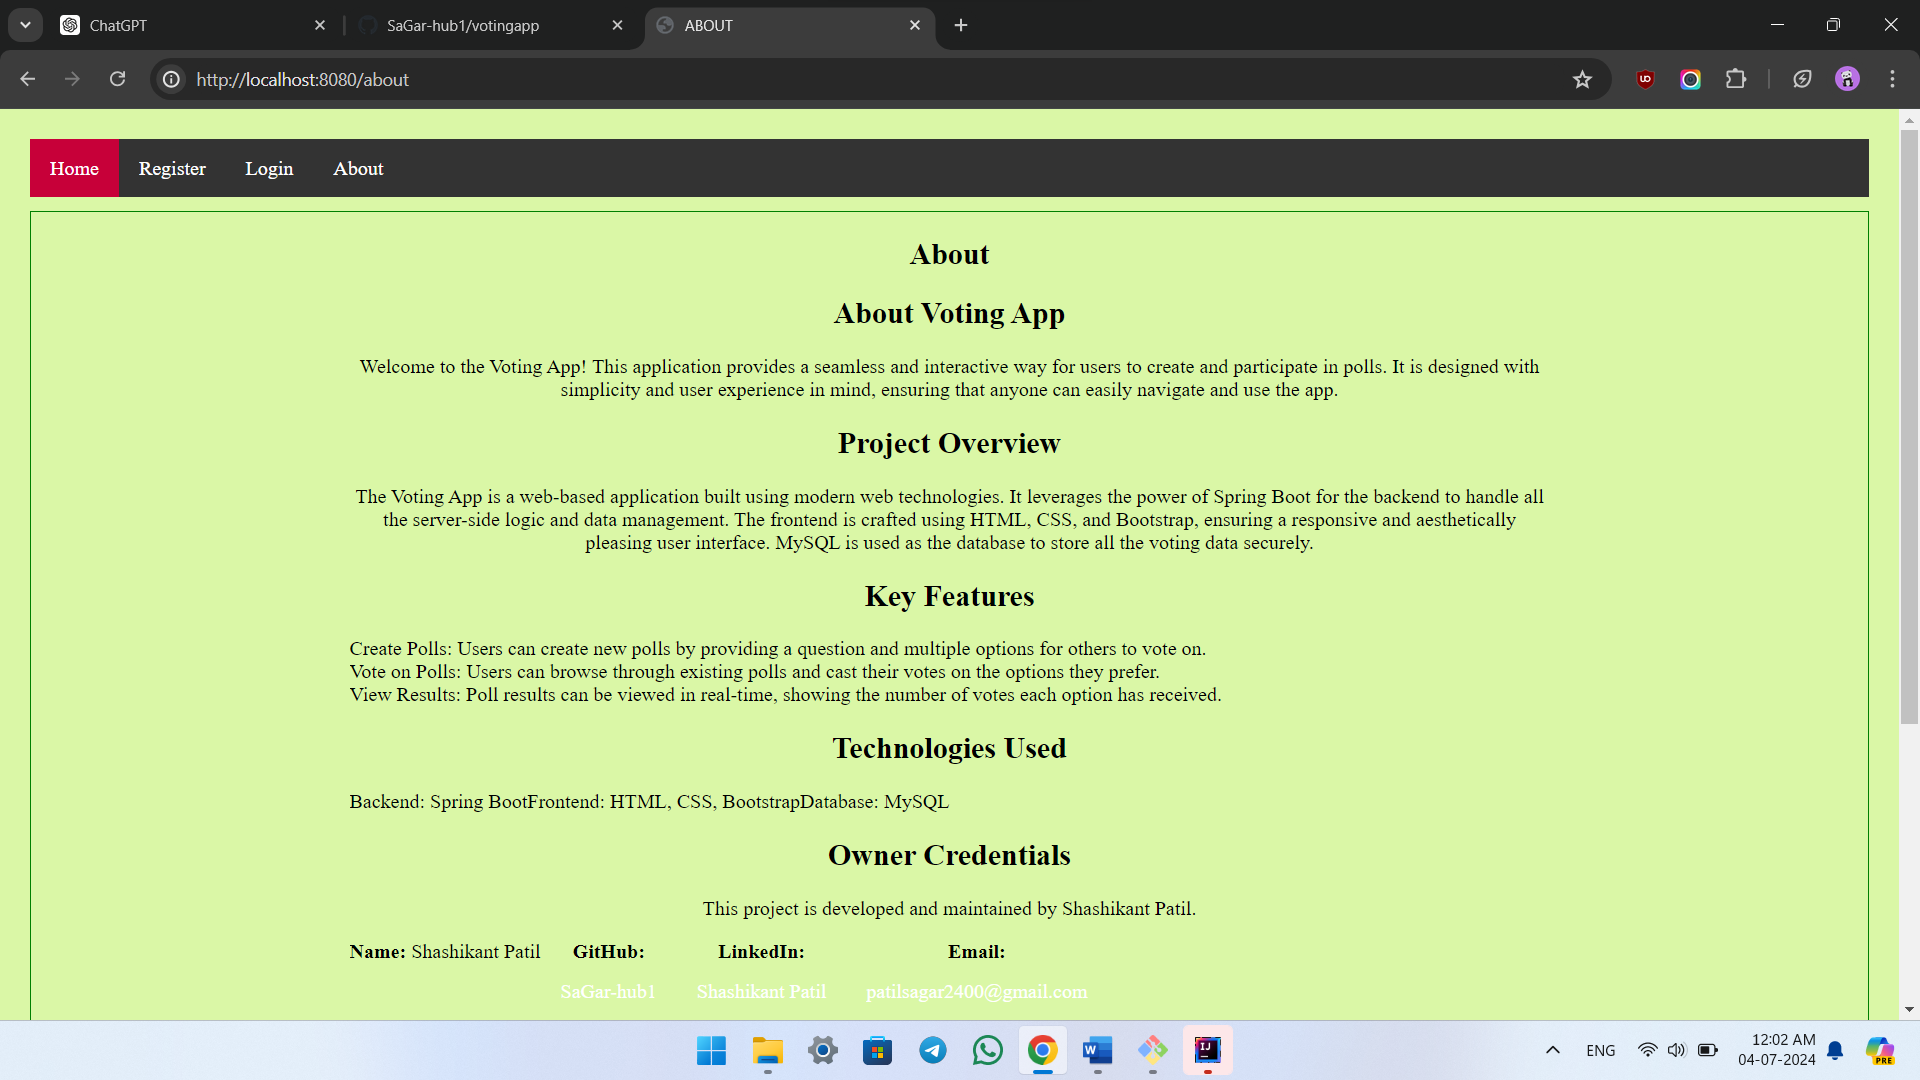 ChatGPT
SaGar-hub1/votingapp
ABOUT
http://localhost:8080/about
Home Register Login About
About
About Voting App
Welcome to the Voting App! This application provides a seamless and interactive way for users to create and participate in polls. It is designed with
simplicity and user experience in mind, ensuring that anyone can easily navigate and use the app.
Project Overview
The Voting App is a web-based application built using modern web technologies. It leverages the power of Spring Boot for the backend to handle all
the server-side logic and data management. The frontend is crafted using HTML, CSS, and Bootstrap, ensuring a responsive and aesthetically
pleasing user interface. MySQL is used as the database to store all the voting data securely.
Key Features
Create Polls: Users can create new polls by providing a question and multiple options for others to vote on.
Vote on Polls: Users can browse through existing polls and cast their votes on the options they prefer.
View Results: Poll results can be viewed in real-time, showing the number of votes each option has received.
Technologies Used
Backend: Spring BootFrontend: HTML, CSS, BootstrapDatabase: MySQL
Owner Credentials
This project is developed and maintained by Shashikant Patil.
Name: Shashikant Patil GitHub: LinkedIn: Email:
SaGar-hub1 Shashikant Patil patilsagar2400@gmail.com
ENG
12:02 AM
04-07-2024
PRE